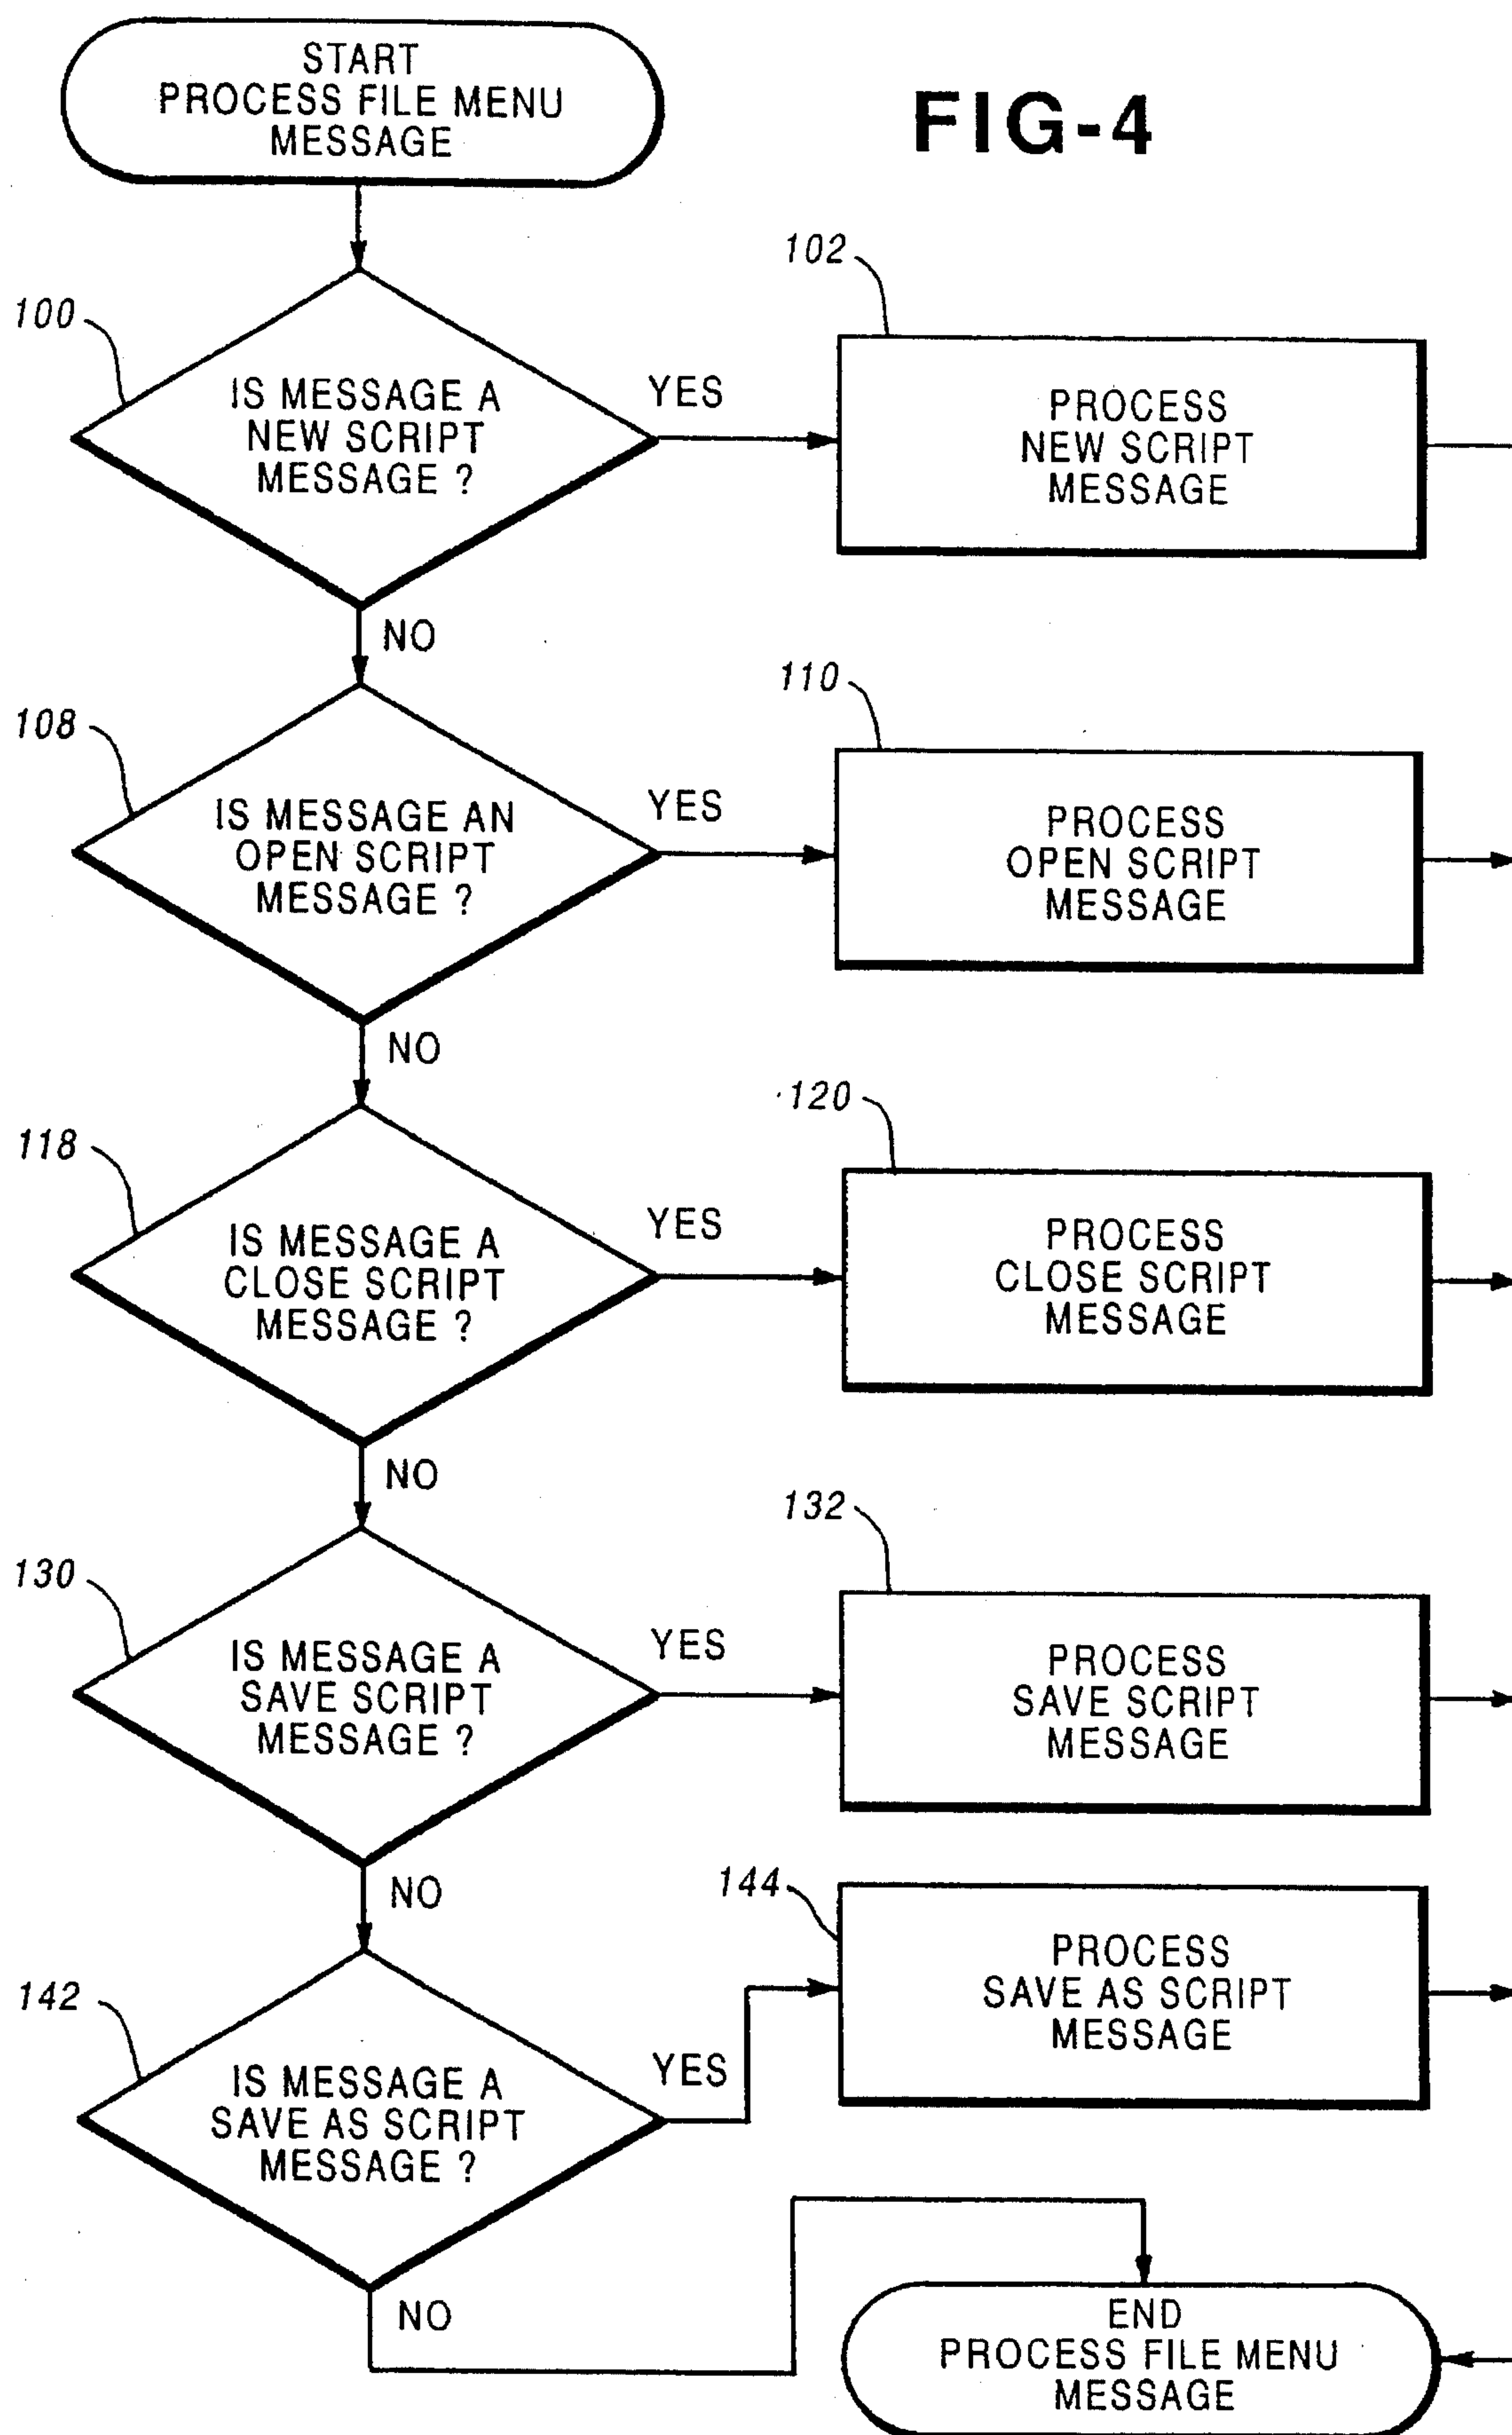 START
PROCESS FILE MENU
MESSAGE
FIG-4
100
IS MESSAGE A
NEW SCRIPT
MESSAGE ?
YES
102
PROCESS
NEW SCRIPT
MESSAGE
NO
108
IS MESSAGE AN
OPEN SCRIPT
MESSAGE ?
YES
110
PROCESS
OPEN SCRIPT
MESSAGE
NO
118
IS MESSAGE A
CLOSE SCRIPT
MESSAGE ?
YES
120
PROCESS
CLOSE SCRIPT
MESSAGE
NO
130
IS MESSAGE A
SAVE SCRIPT
MESSAGE ?
YES
132
PROCESS
SAVE SCRIPT
MESSAGE
NO
142
IS MESSAGE A
SAVE AS SCRIPT
MESSAGE ?
YES
144
PROCESS
SAVE AS SCRIPT
MESSAGE
NO
END
PROCESS FILE MENU
MESSAGE